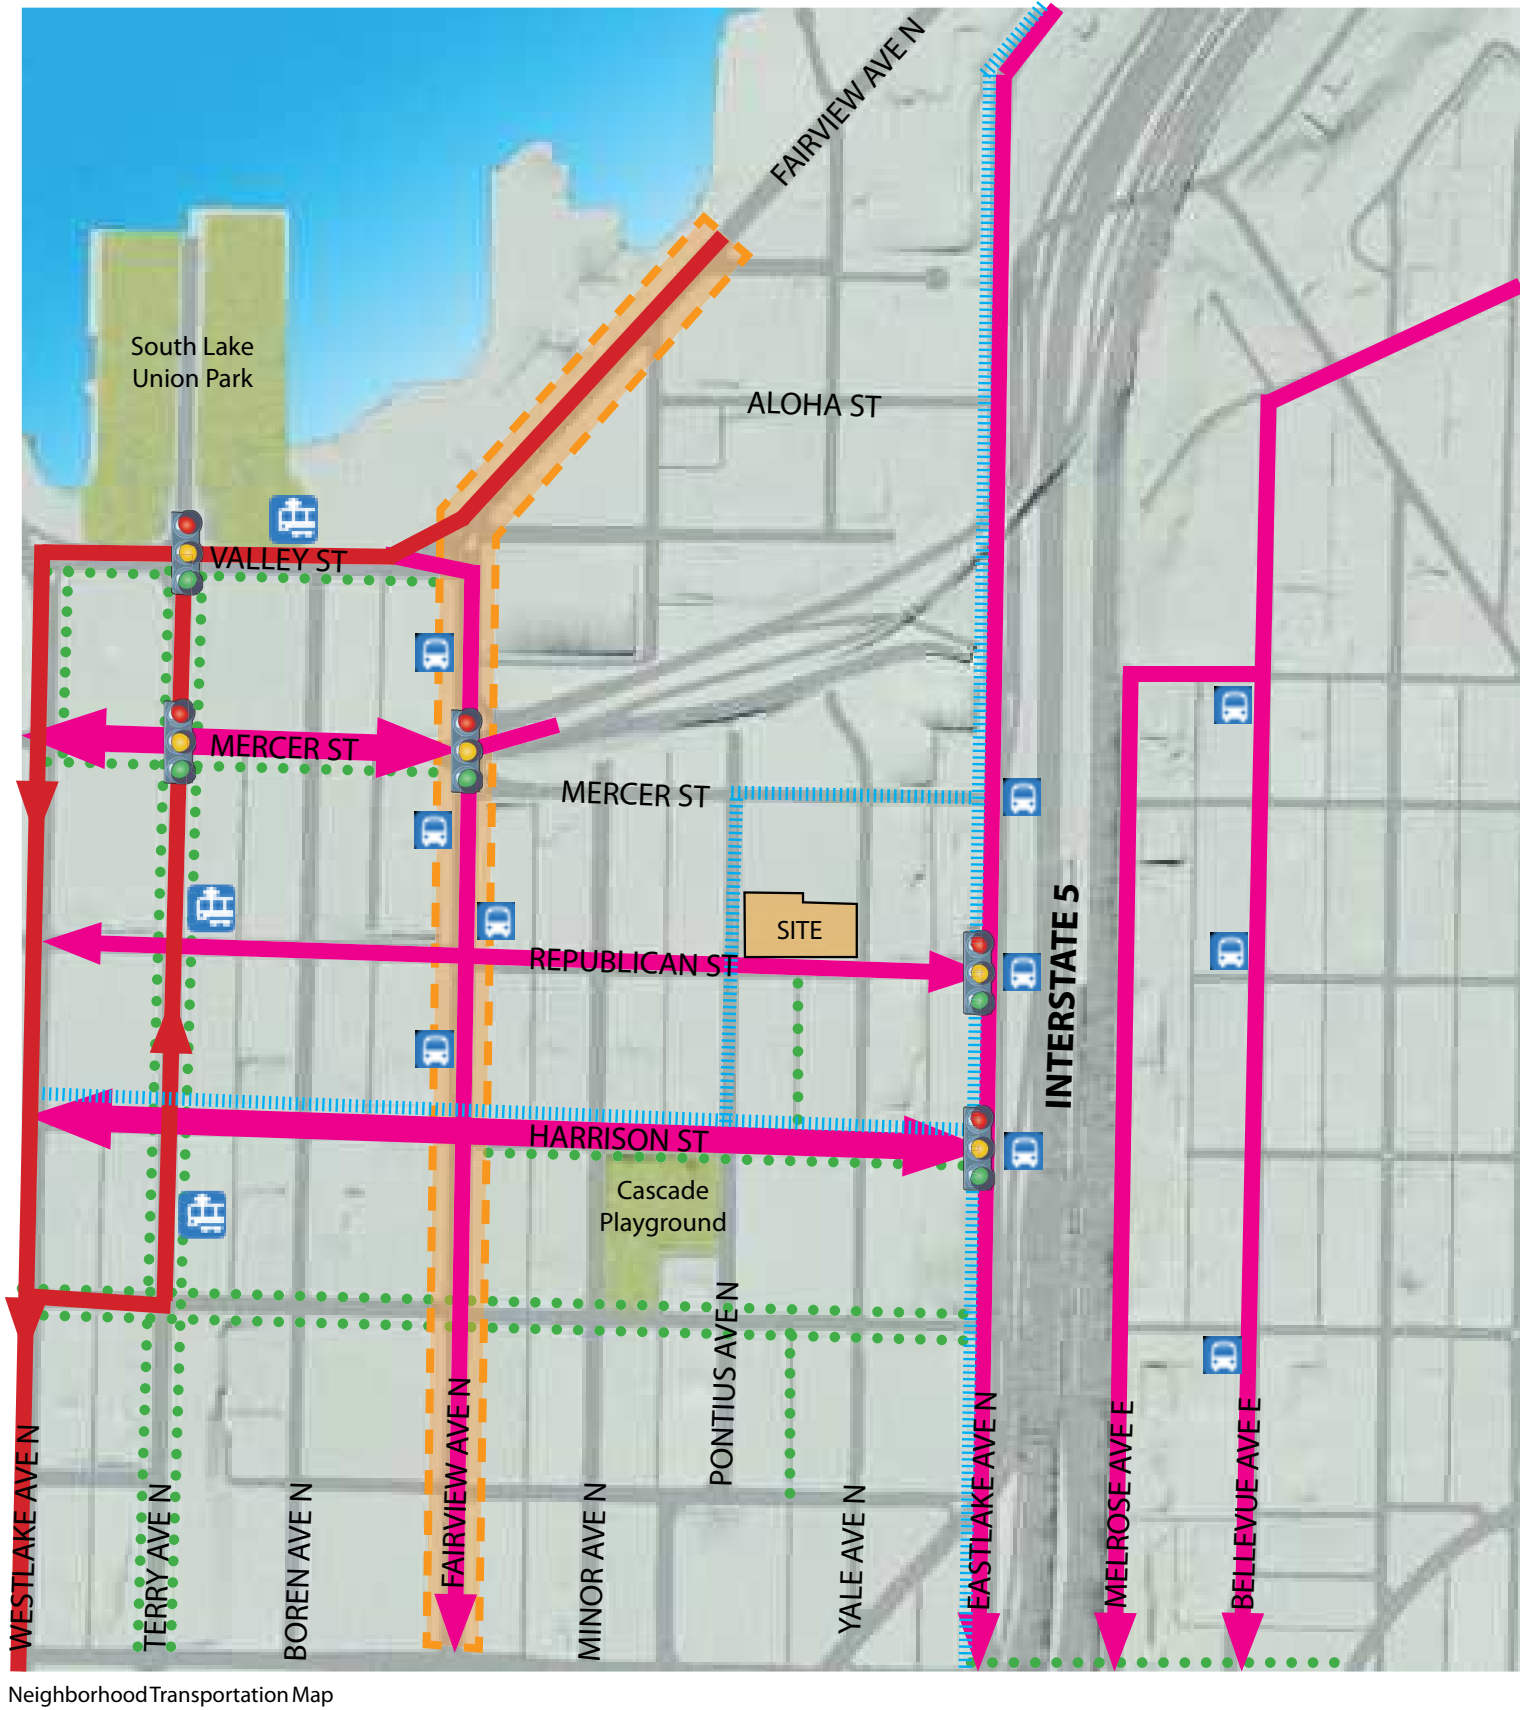 FAIRVIEW AVE N
South Lake
Union Park
ALOHA ST
VALLEY ST
MERCER ST
MERCER ST
SITE
REPUBLICAN ST
INTERSTATE 5
HARRISON ST
Cascade
Playground
WESTLAKE AVE N
TERRY AVE N
BOREN AVE N
FAIRVIEW AVE N
MINOR AVE N
PONTIUS AVE N
YALE AVE N
EASTLAKE AVE N
MELROSE AVE E
BELLEVUE AVE E
Neighborhood Transportation Map